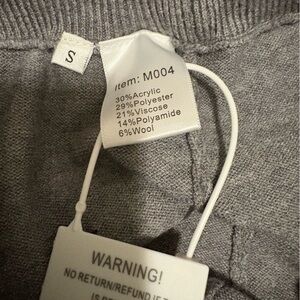 S
Item: M004
30%Acrylic
29%Polyester
21%Viscose
14%Polyamide
6%Wool
WARNING!
NO RETURN/REFUND IF T